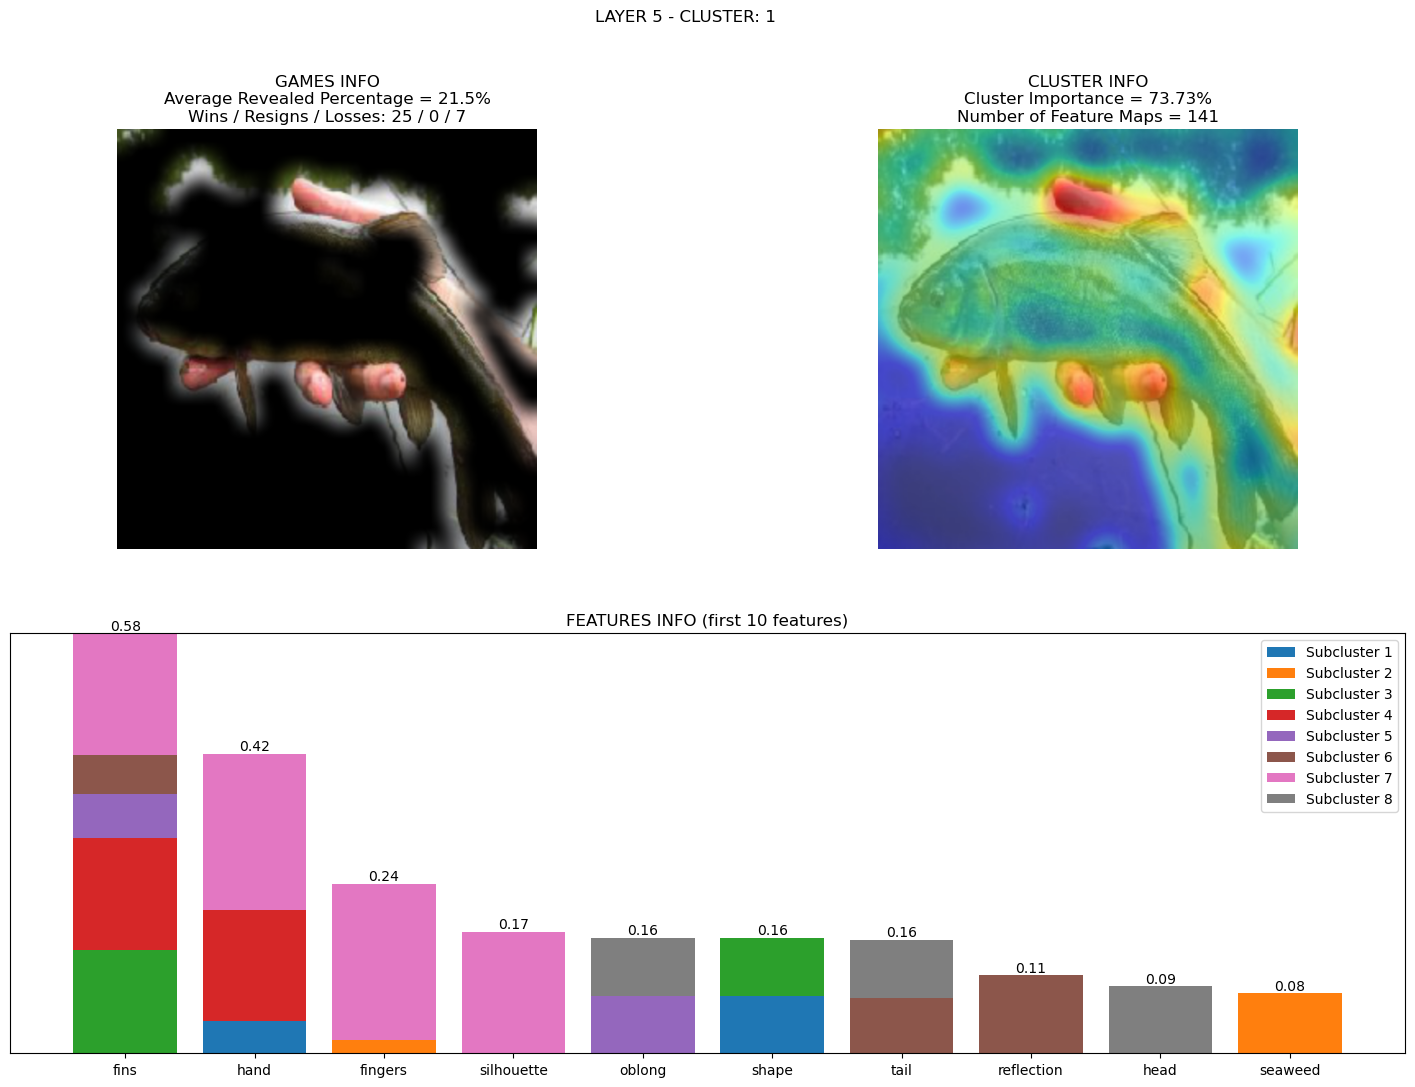 LAYER 5 - CLUSTER: 1
GAMES INFO
Average Revealed Percentage = 21.5%
Wins / Resigns / Losses: 25 / 0 / 7
CLUSTER INFO
Cluster Importance = 73.73%
Number of Feature Maps = 141
FEATURES INFO (first 10 features)
0.58
0.42
0.24
0.17
0.16
0.16
0.16
0.11
0.09
0.08
Subcluster 1
Subcluster 2
Subcluster 3
Subcluster 4
Subcluster 5
Subcluster 6
Subcluster 7
Subcluster 8
fins
hand
fingers
silhouette
oblong
shape
tail
reflection
head
seaweed